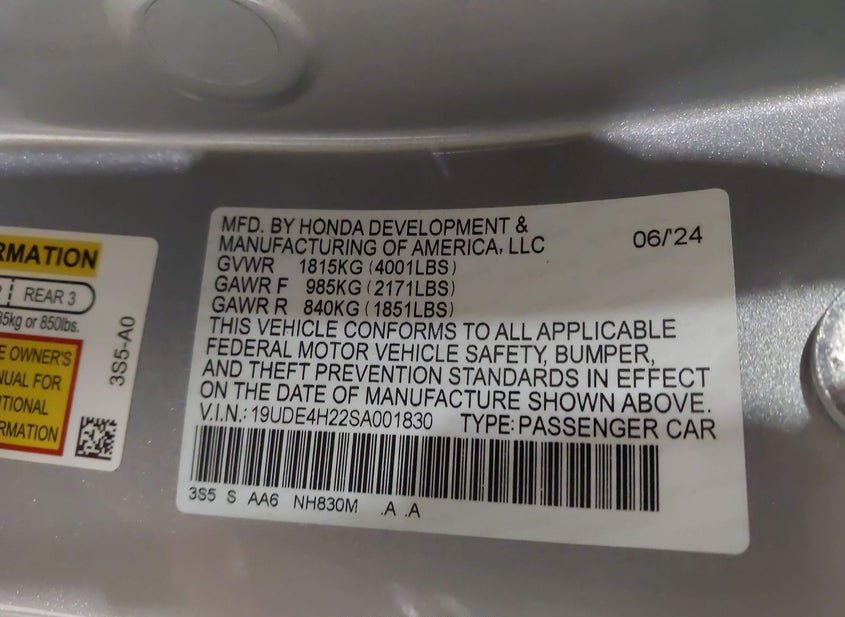 RMATION
REAR 3
85kg or 850lbs.
E OWNER'S
NUAL FOR
ITIONAL
RMATION
3S5-A0
MFD. BY HONDA DEVELOPMENT &
MANUFACTURING OF AMERICA, LLC 06/'24
GVWR 1815KG (4001LBS)
GAWR F 985KG (2171LBS)
GAWR R 840KG (1851LBS)
THIS VEHICLE CONFORMS TO ALL APPLICABLE
FEDERAL MOTOR VEHICLE SAFETY, BUMPER,
AND THEFT PREVENTION STANDARDS IN EFFECT
ON THE DATE OF MANUFACTURE SHOWN ABOVE.
V.I.N.: 19UDE4H22SA001830 TYPE: PASSENGER CAR
3S5 S AA6 NH830M .A .A